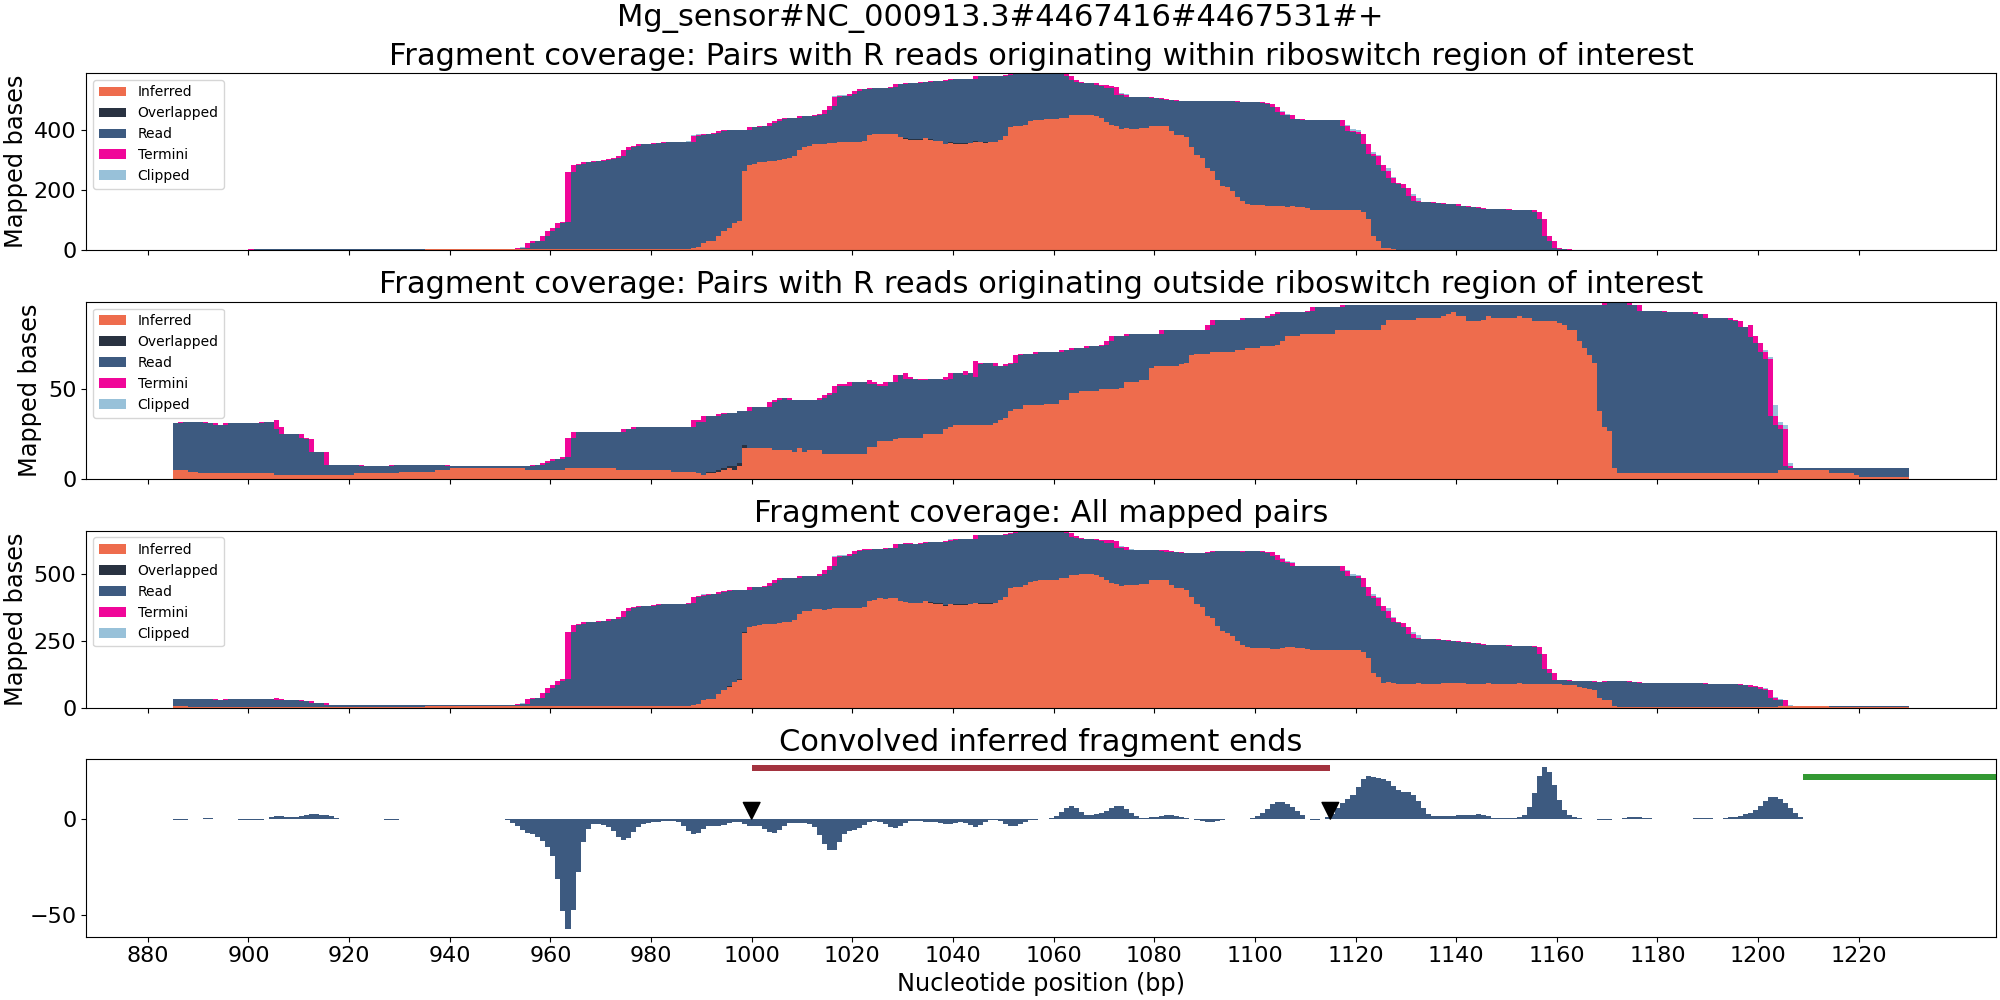 Mg_sensor#NC_000913.3#4467416#4467531#+
Fragment coverage: Pairs with R reads originating within riboswitch region of interest
Mapped bases
400
200
0
Inferred
Overlapped
Read
Termini
Clipped
Fragment coverage: Pairs with R reads originating outside riboswitch region of interest
Mapped bases
50
0
Inferred
Overlapped
Read
Termini
Clipped
Fragment coverage: All mapped pairs
Mapped bases
500
250
0
Inferred
Overlapped
Read
Termini
Clipped
Convolved inferred fragment ends
0
−50
880 900 920 940 960 980 1000 1020 1040 1060 1080 1100 1120 1140 1160 1180 1200 1220
Nucleotide position (bp)